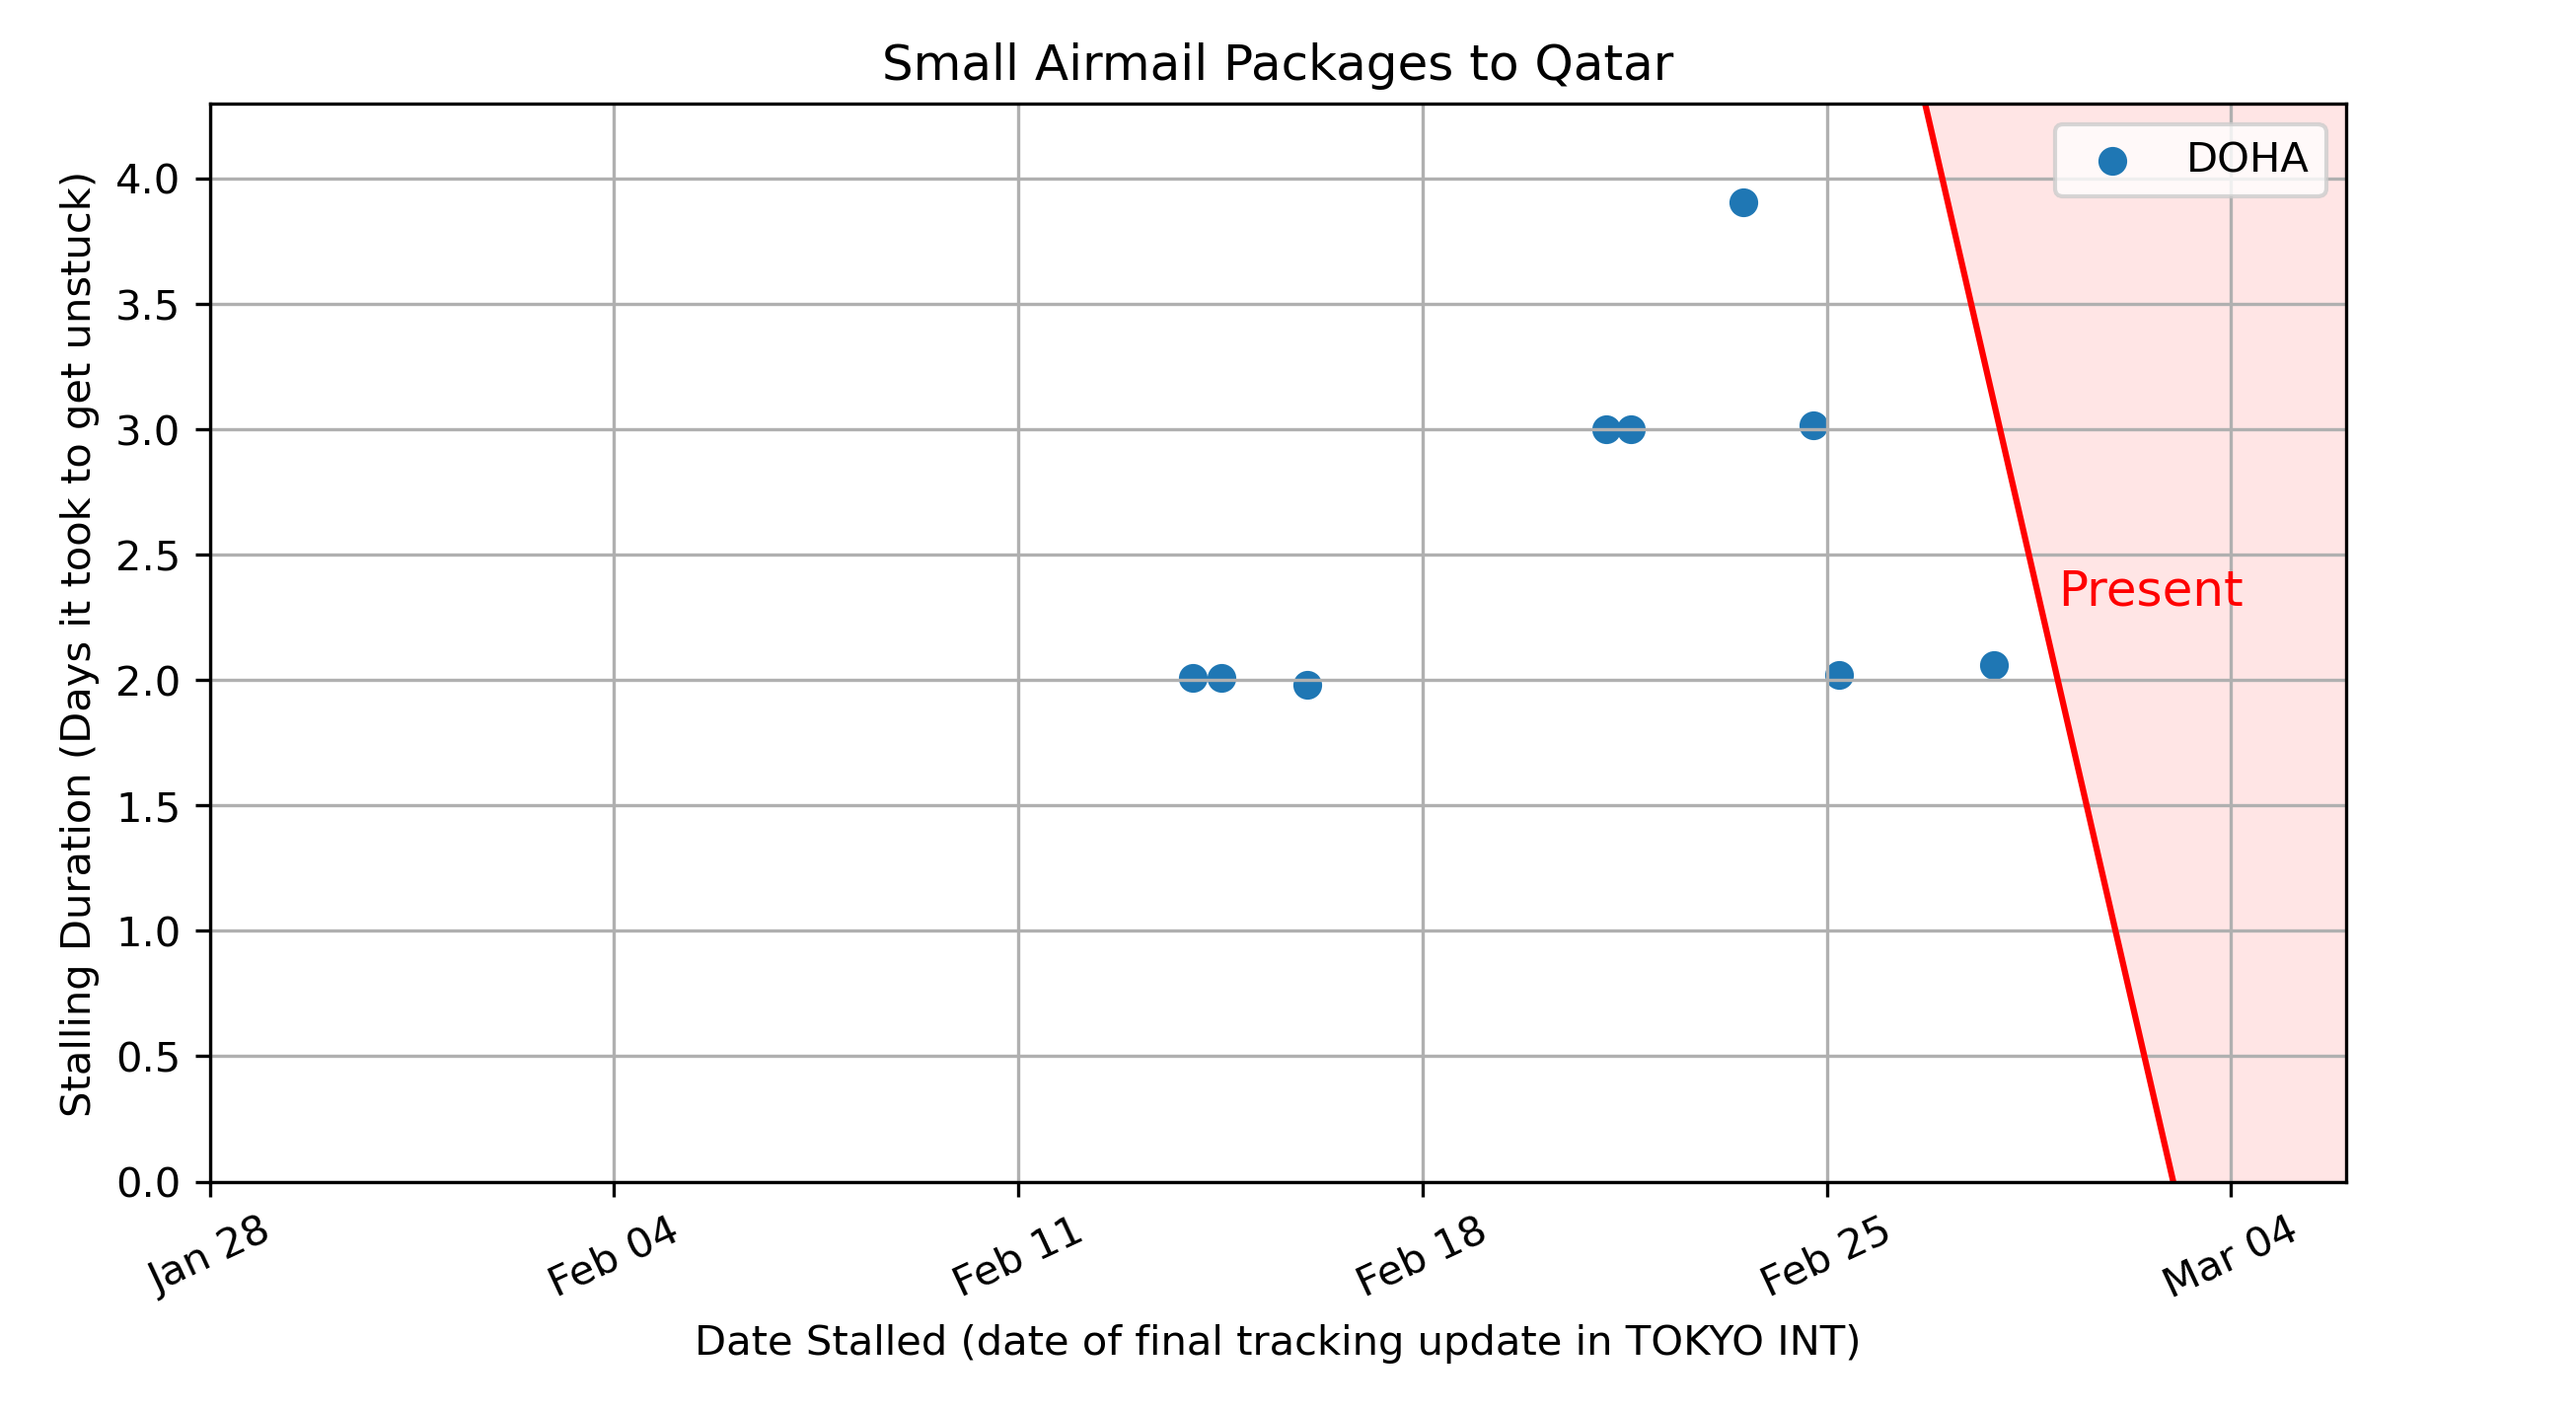 Small Airmail Packages to Qatar
DOHA
Present
Stalling Duration (Days it took to get unstuck)
4.0
3.5
3.0
2.5
2.0
1.5
1.0
0.5
0.0
Jan 28
Feb 04
Feb 11
Feb 18
Feb 25
Mar 04
Date Stalled (date of final tracking update in TOKYO INT)